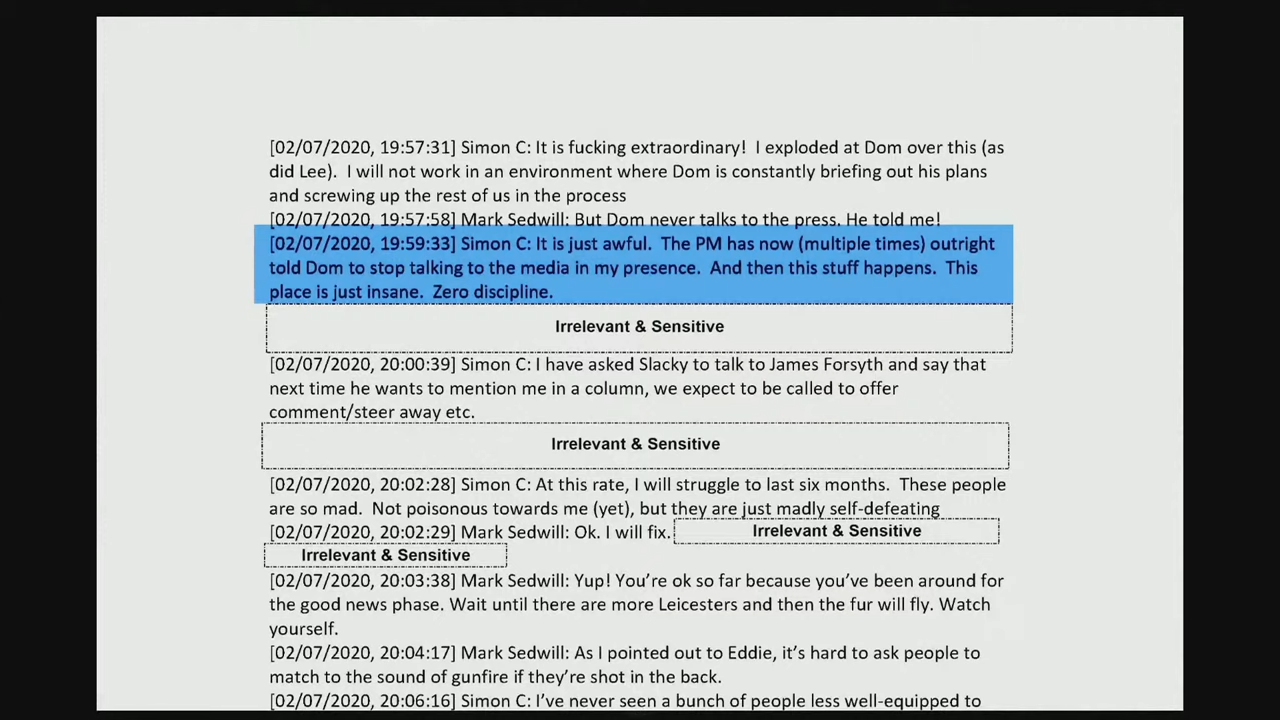 [02/07/2020, 19:57:31] Simon C: It is fucking extraordinary!  I exploded at Dom over this (as
did Lee).  I will not work in an environment where Dom is constantly briefing out his plans
and screwing up the rest of us in the process
[02/07/2020, 19:57:58] Mark Sedwill: But Dom never talks to the press. He told me!
[02/07/2020, 19:59:33] Simon C: It is just awful.  The PM has now (multiple times) outright
told Dom to stop talking to the media in my presence.  And then this stuff happens.  This
place is just insane.  Zero discipline.
Irrelevant & Sensitive
[02/07/2020, 20:00:39] Simon C: I have asked Slacky to talk to James Forsyth and say that
next time he wants to mention me in a column, we expect to be called to offer
comment/steer away etc.
Irrelevant & Sensitive
[02/07/2020, 20:02:28] Simon C: At this rate, I will struggle to last six months.  These people
are so mad.  Not poisonous towards me (yet), but they are just madly self-defeating
[02/07/2020, 20:02:29] Mark Sedwill: Ok. I will fix. Irrelevant & Sensitive
Irrelevant & Sensitive
[02/07/2020, 20:03:38] Mark Sedwill: Yup! You're ok so far because you've been around for
the good news phase. Wait until there are more Leicesters and then the fur will fly. Watch
yourself.
[02/07/2020, 20:04:17] Mark Sedwill: As I pointed out to Eddie, it's hard to ask people to
match to the sound of gunfire if they're shot in the back.
[02/07/2020, 20:06:16] Simon C: I've never seen a bunch of people less well-equipped to